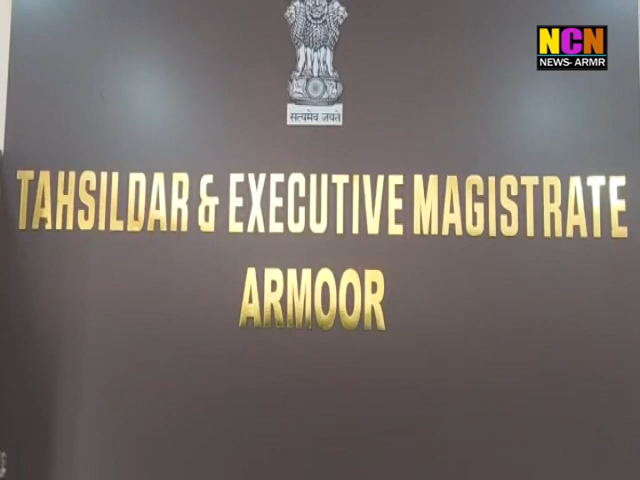 NCN
NEWS- ARMR
सत्यमेव जयते
TAHSILDAR & EXECUTIVE MAGISTRATE
ARMOOR